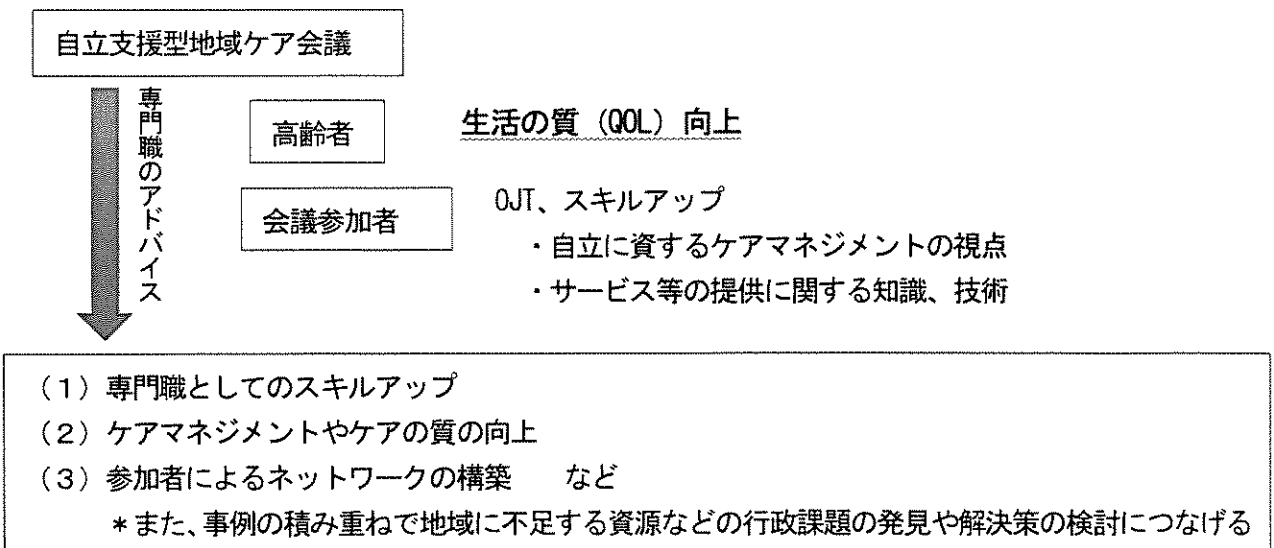 自立支援型地域ケア会議
専門職のアドバイス
高齢者
生活の質（QOL）向上
会議参加者
OJT、スキルアップ
・自立に資するケアマネジメントの視点
・サービス等の提供に関する知識、技術
（１）専門職としてのスキルアップ
（２）ケアマネジメントやケアの質の向上
（３）参加者によるネットワークの構築　　など
＊また、事例の積み重ねで地域に不足する資源などの行政課題の発見や解決策の検討につなげる